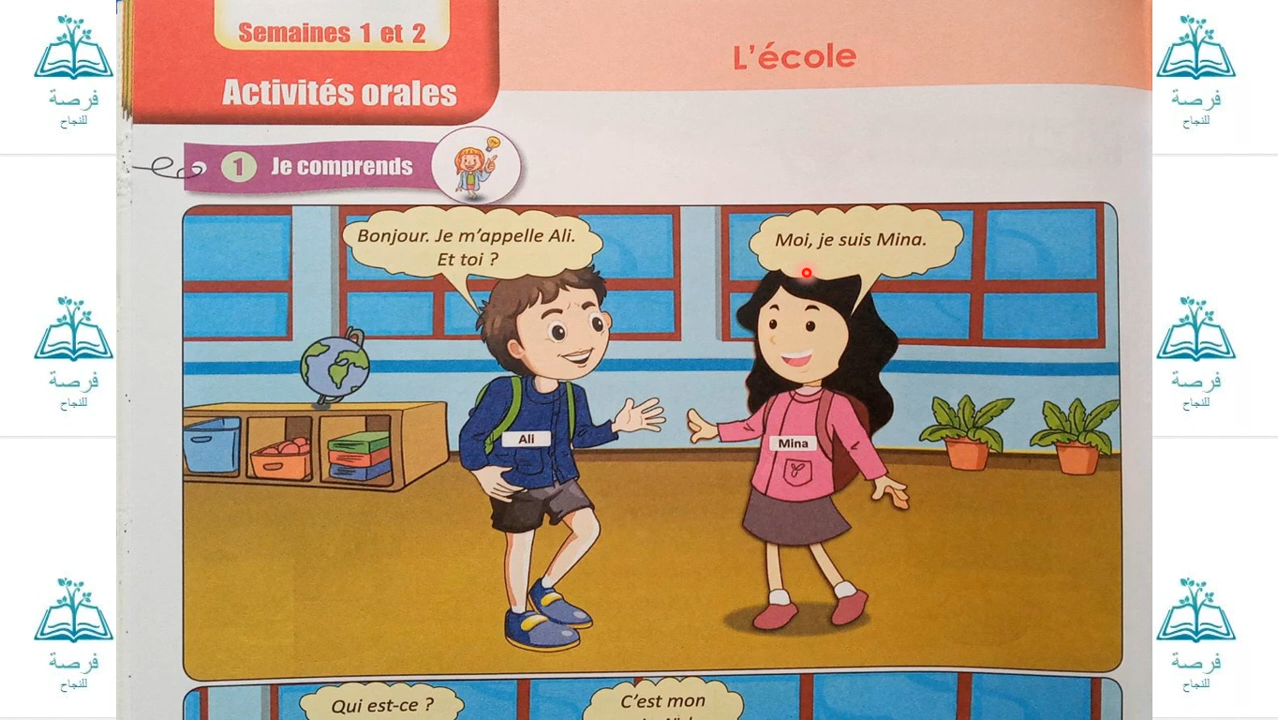 Semaines 1 et 2
Activités orales
L'école
1 Je comprends
Bonjour. Je m'appelle Ali.
Et toi ?
Moi, je suis Mina.
Ali
Mina
Qui est-ce ?
C'est mon
فرصة
للنجاح
فرصة
للنجاح
فرصة
للنجاح
فرصة
للنجاح
فرصة
للنجاح
فرصة
للنجاح